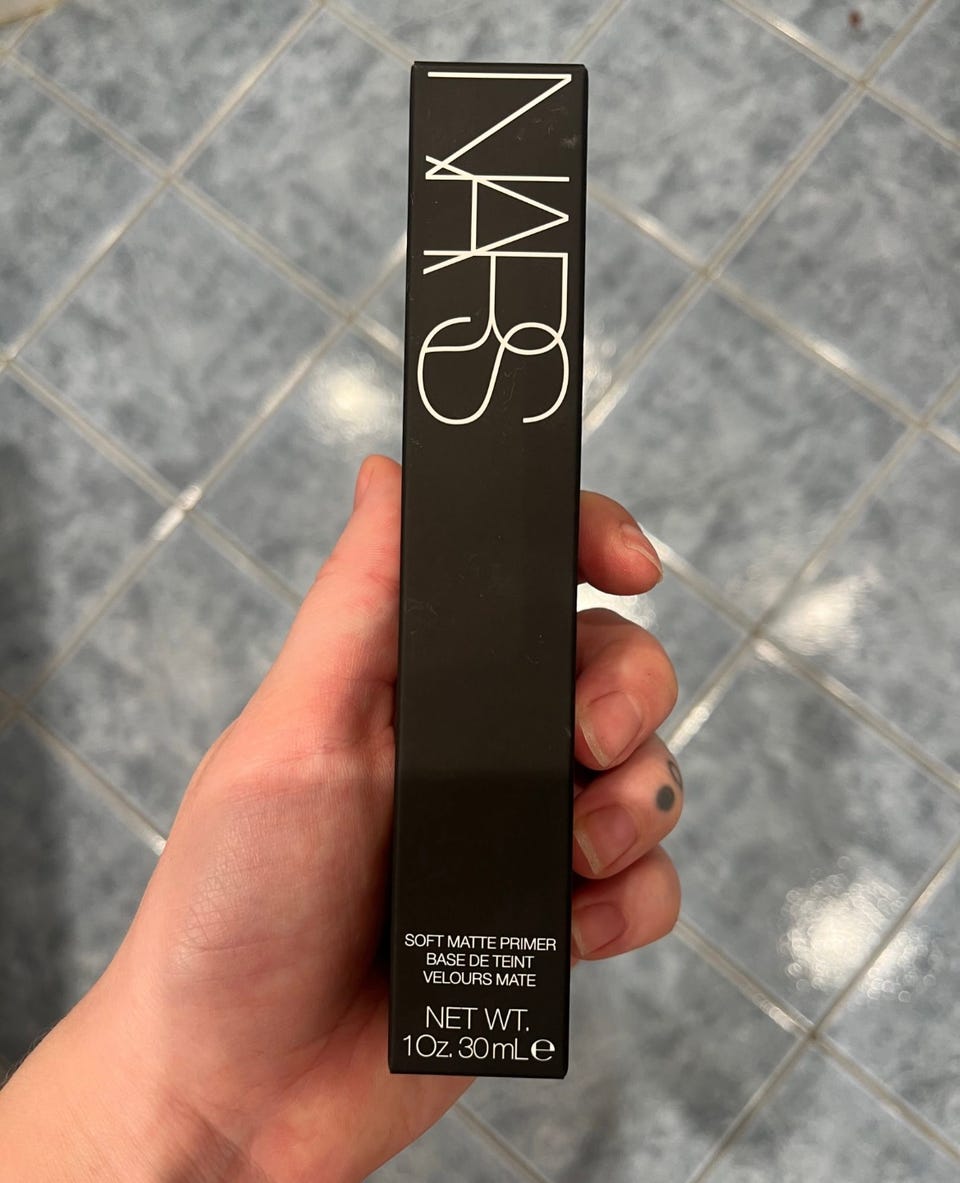 NARS
SOFT MATTE PRIMER
BASE DE TEINT
VELOURS MATE
NET WT.
1 Oz. 30 mL ℮